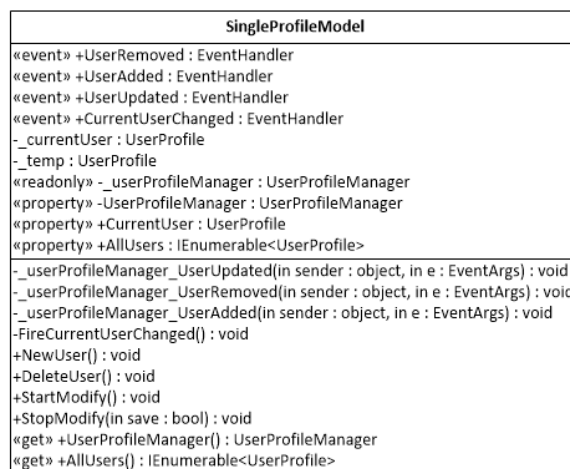 SingleProfileModel
«event» +UserRemoved : EventHandler
«event» +UserAdded : EventHandler
«event» +UserUpdated : EventHandler
«event» +CurrentUserChanged : EventHandler
-_currentUser : UserProfile
-_temp : UserProfile
«readonly» -_userProfileManager : UserProfileManager
«property» -UserProfileManager : UserProfileManager
«property» +CurrentUser : UserProfile
«property» +AllUsers : IEnumerable<UserProfile>
-_userProfileManager_UserUpdated(in sender : object, in e : EventArgs) : void
-_userProfileManager_UserRemoved(in sender : object, in e : EventArgs) : void
-_userProfileManager_UserAdded(in sender : object, in e : EventArgs) : void
-FireCurrentUserChanged() : void
+NewUser() : void
+DeleteUser() : void
+StartModify() : void
+StopModify(in save : bool) : void
«get» +UserProfileManager() : UserProfileManager
«get» +AllUsers() : IEnumerable<UserProfile>